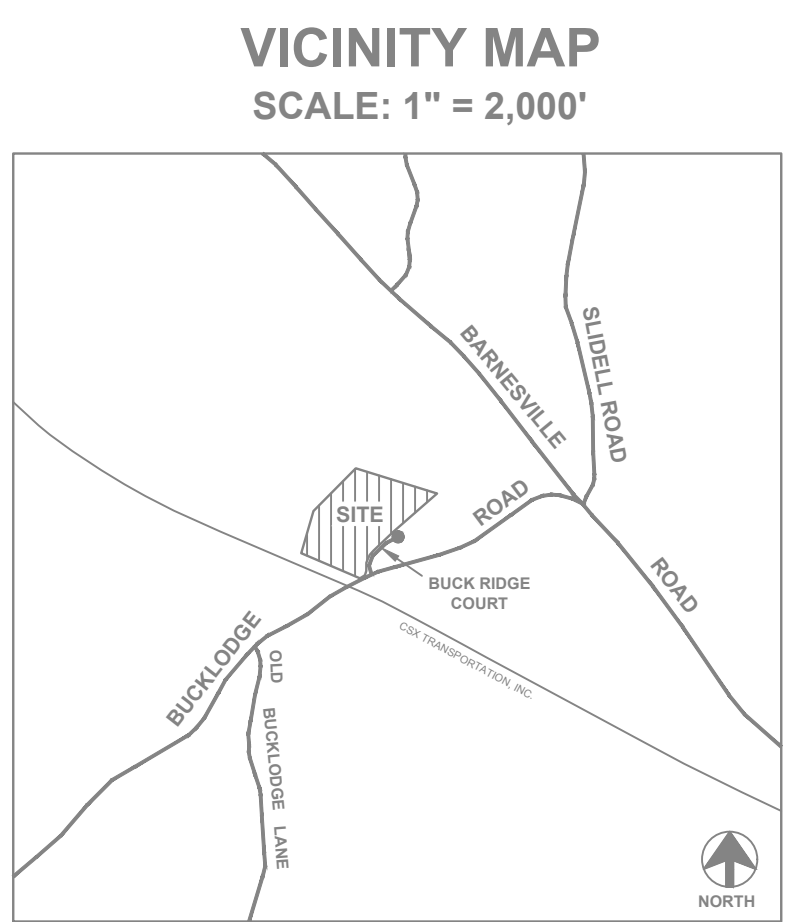 VICINITY MAP
SCALE: 1" = 2,000'
BARNESVILLE
SLIDELL ROAD
ROAD
SITE
ROAD
BUCK RIDGE
COURT
BUCKLODGE
CSX TRANSPORTATION, INC.
OLD BUCKLODGE LANE
NORTH